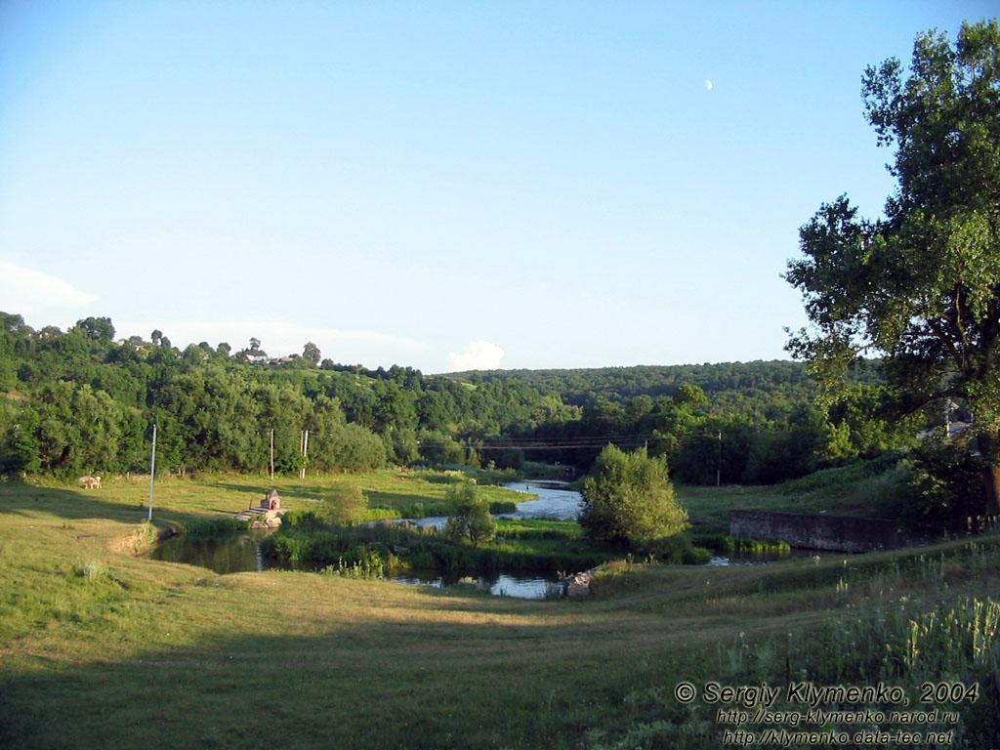 © Sergiy Klymenko, 2004
http://serg-klymenko.narod.ru
http://klymenko.data-tec.net